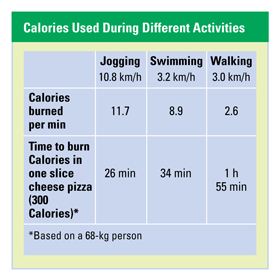 Calories Used During Different Activities
Jogging Swimming Walking
10.8 km/h 3.2 km/h 3.0 km/h
Calories
burned
per min
11.7 8.9 2.6
Time to burn
Calories in
one slice
cheese pizza
(300
Calories)*
26 min 34 min 1 h
55 min
*Based on a 68-kg person